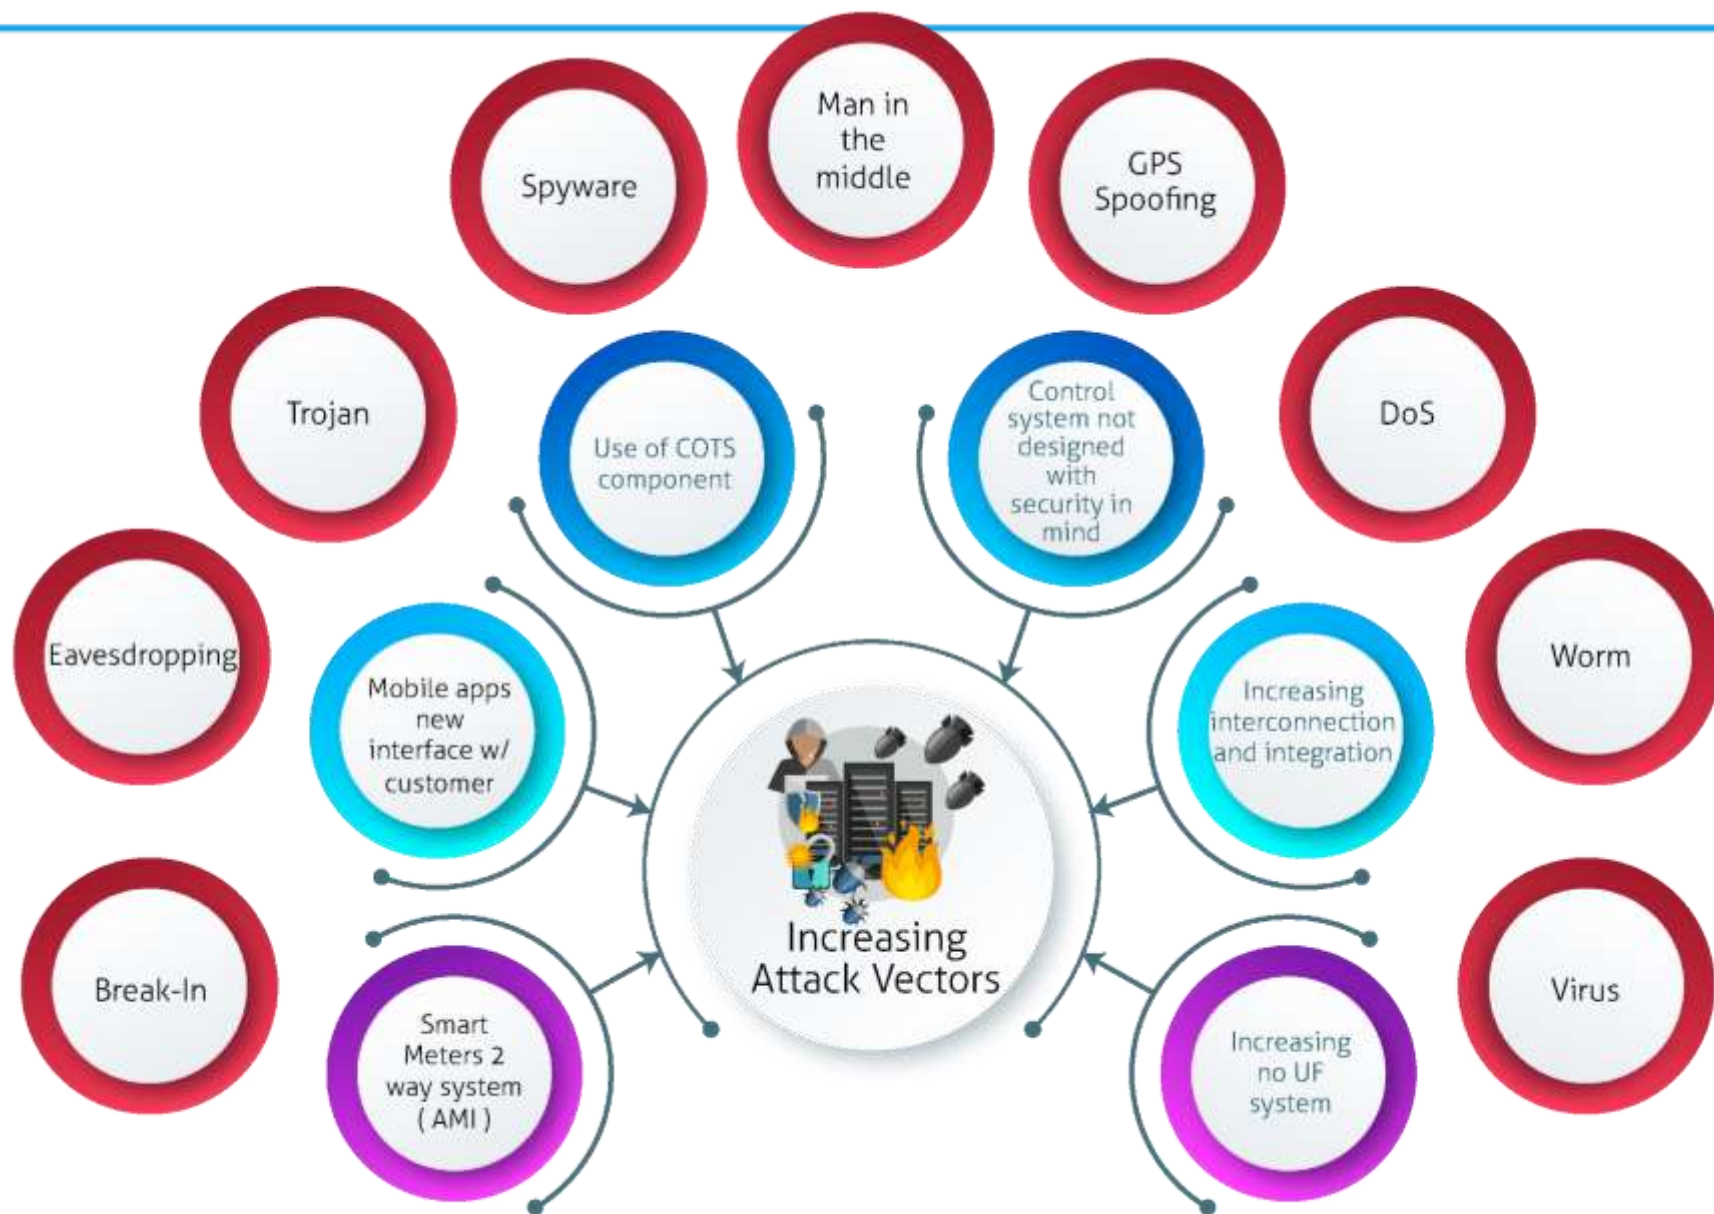 Man in
the
middle
Spyware
GPS
Spoofing
Trojan
DoS
Use of COTS
component
Control
system not
designed
with
security in
mind
Eavesdropping
Worm
Mobile apps
new
interface w/
customer
Increasing
interconnection
and integration
Break-In
Virus
Increasing
Attack Vectors
Smart
Meters 2
way system
( AMI )
Increasing
no UF
system